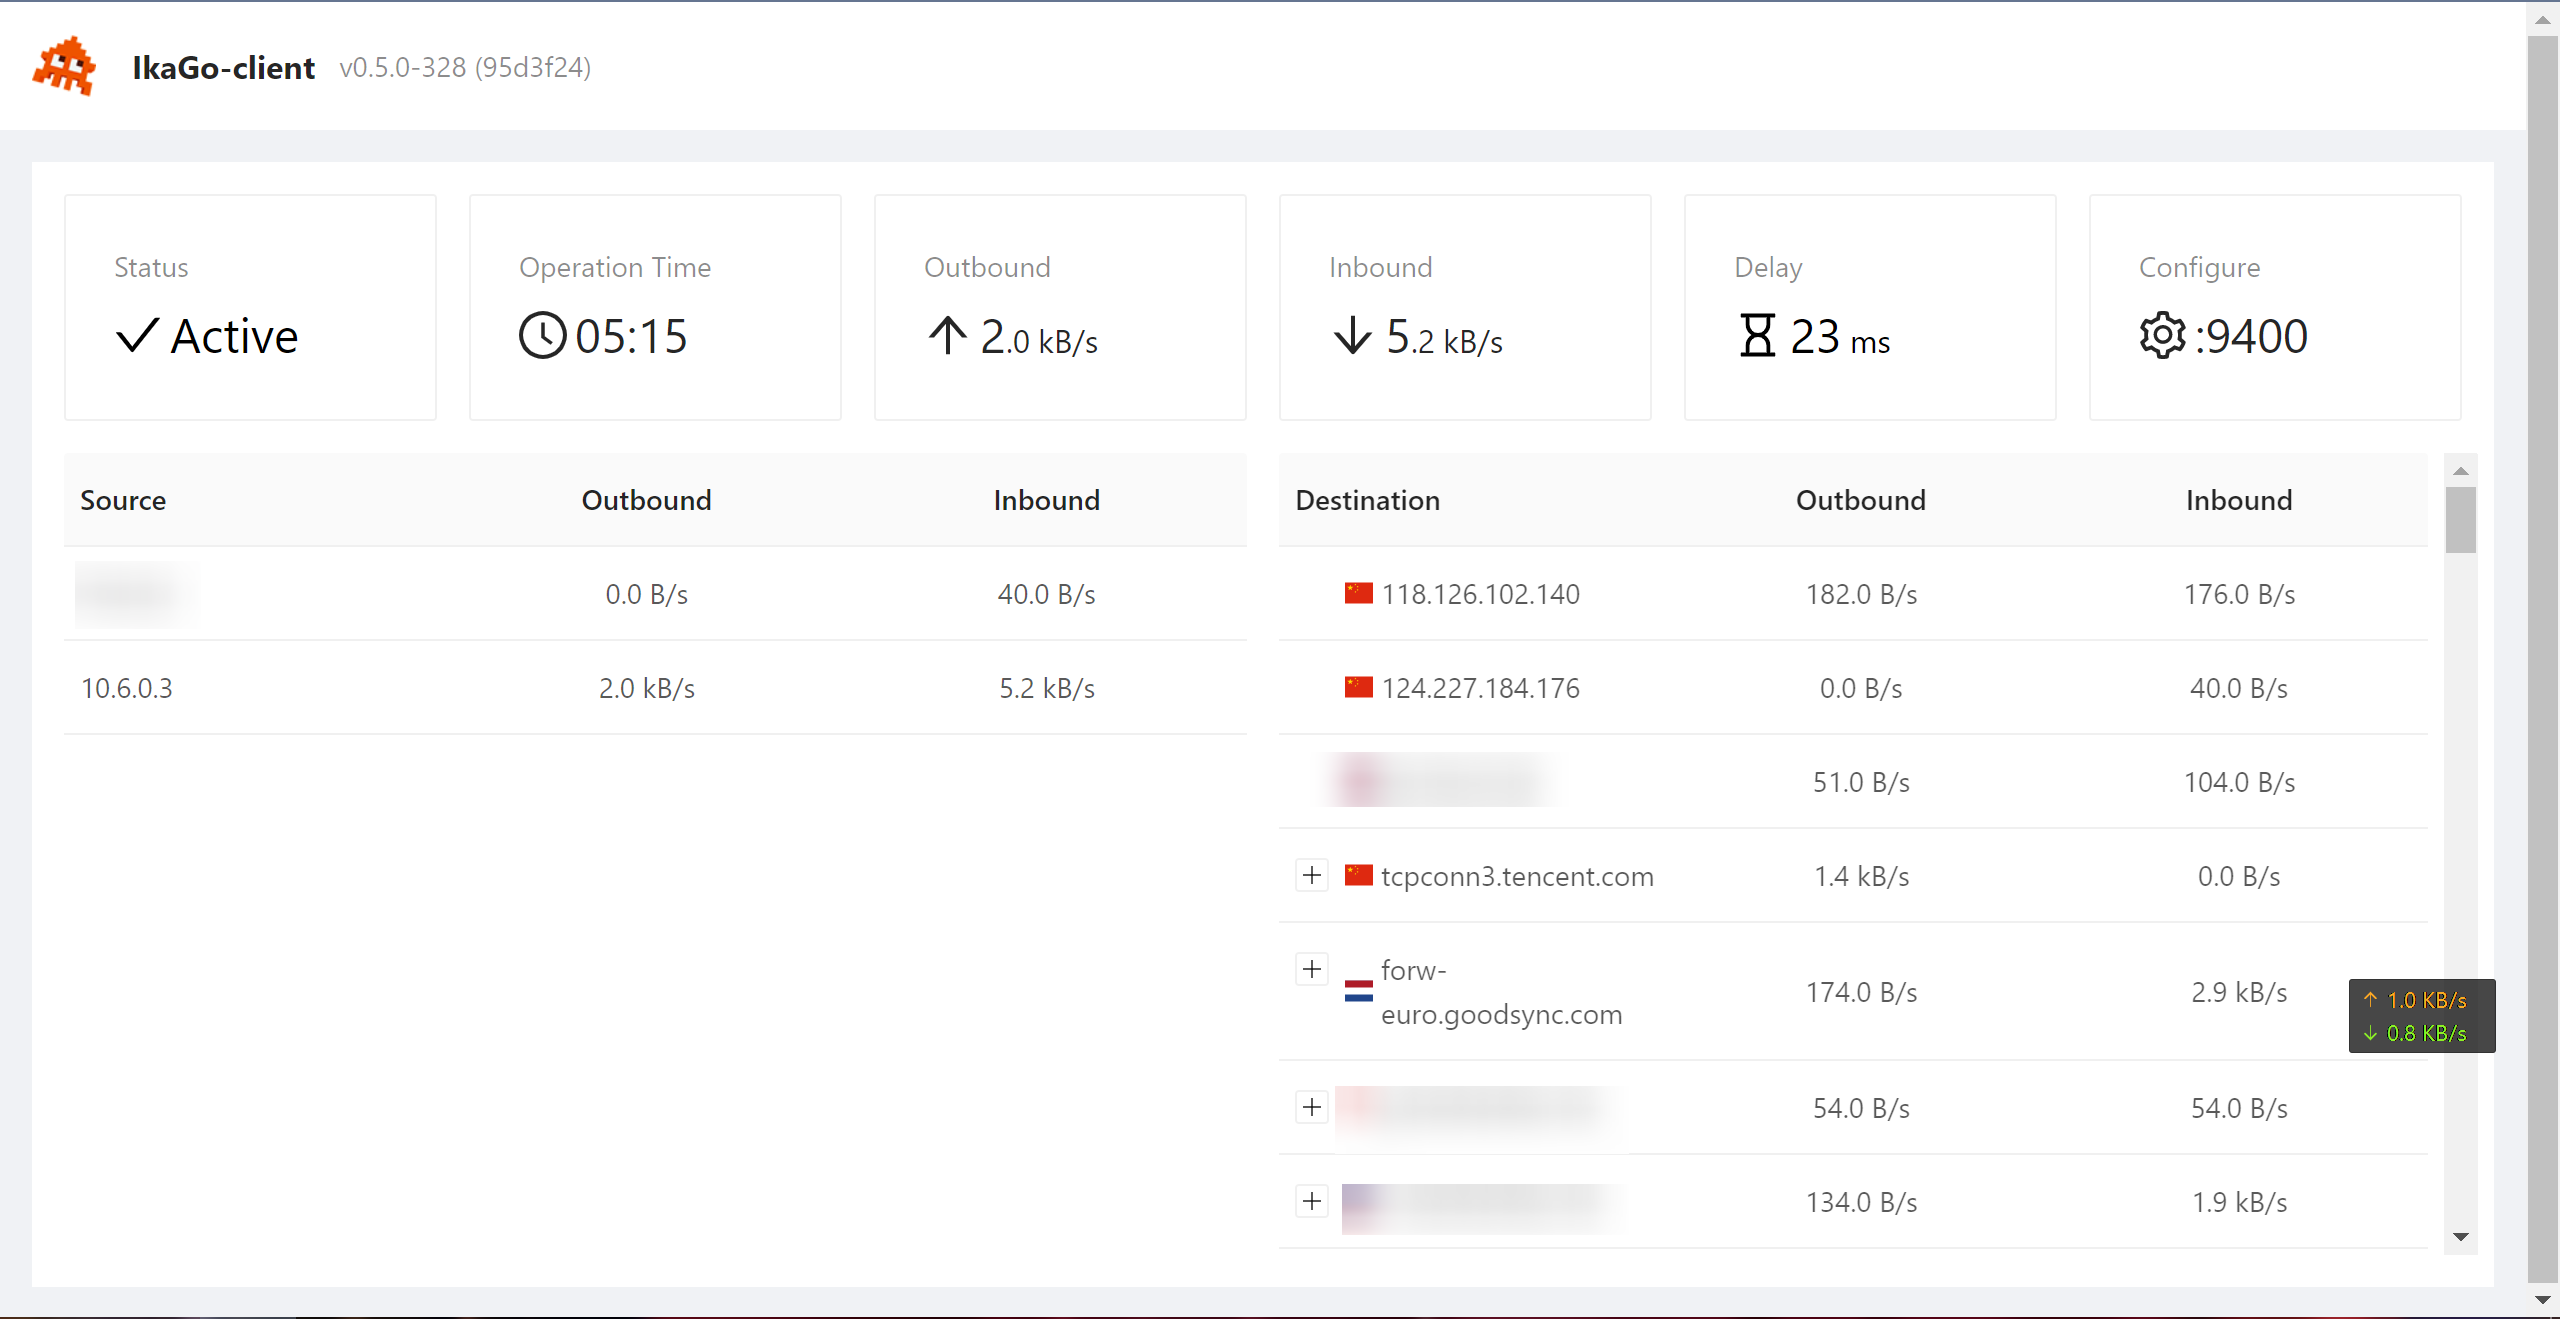 IkaGo-client v0.5.0-328 (95d3f24)
Status
Active
Operation Time
05:15
Outbound
2.0 kB/s
Inbound
5.2 kB/s
Delay
23 ms
Configure
:9400
Source Outbound Inbound
0.0 B/s 40.0 B/s
10.6.0.3 2.0 kB/s 5.2 kB/s
Destination Outbound Inbound
118.126.102.140 182.0 B/s 176.0 B/s
124.227.184.176 0.0 B/s 40.0 B/s
51.0 B/s 104.0 B/s
tcpconn3.tencent.com 1.4 kB/s 0.0 B/s
forw-
euro.goodsync.com 174.0 B/s 2.9 kB/s
↑ 1.0 KB/s
↓ 0.8 KB/s
54.0 B/s 54.0 B/s
134.0 B/s 1.9 kB/s